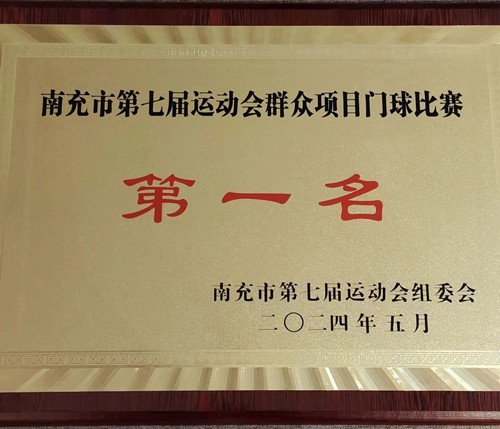 南充市第七届运动会群众项目门球比赛
第一名
南充市第七届运动会组委会
二〇二四年五月